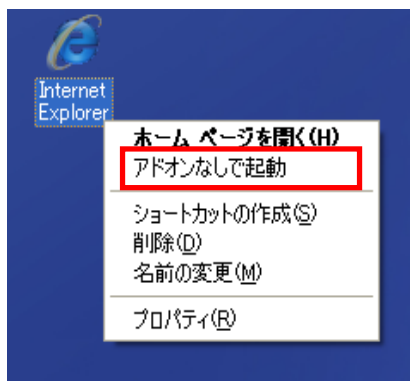 Internet
Explorer
ホーム ページを開く(H)
アドオンなしで起動
ショートカットの作成(S)
削除(D)
名前の変更(M)
プロパティ(R)